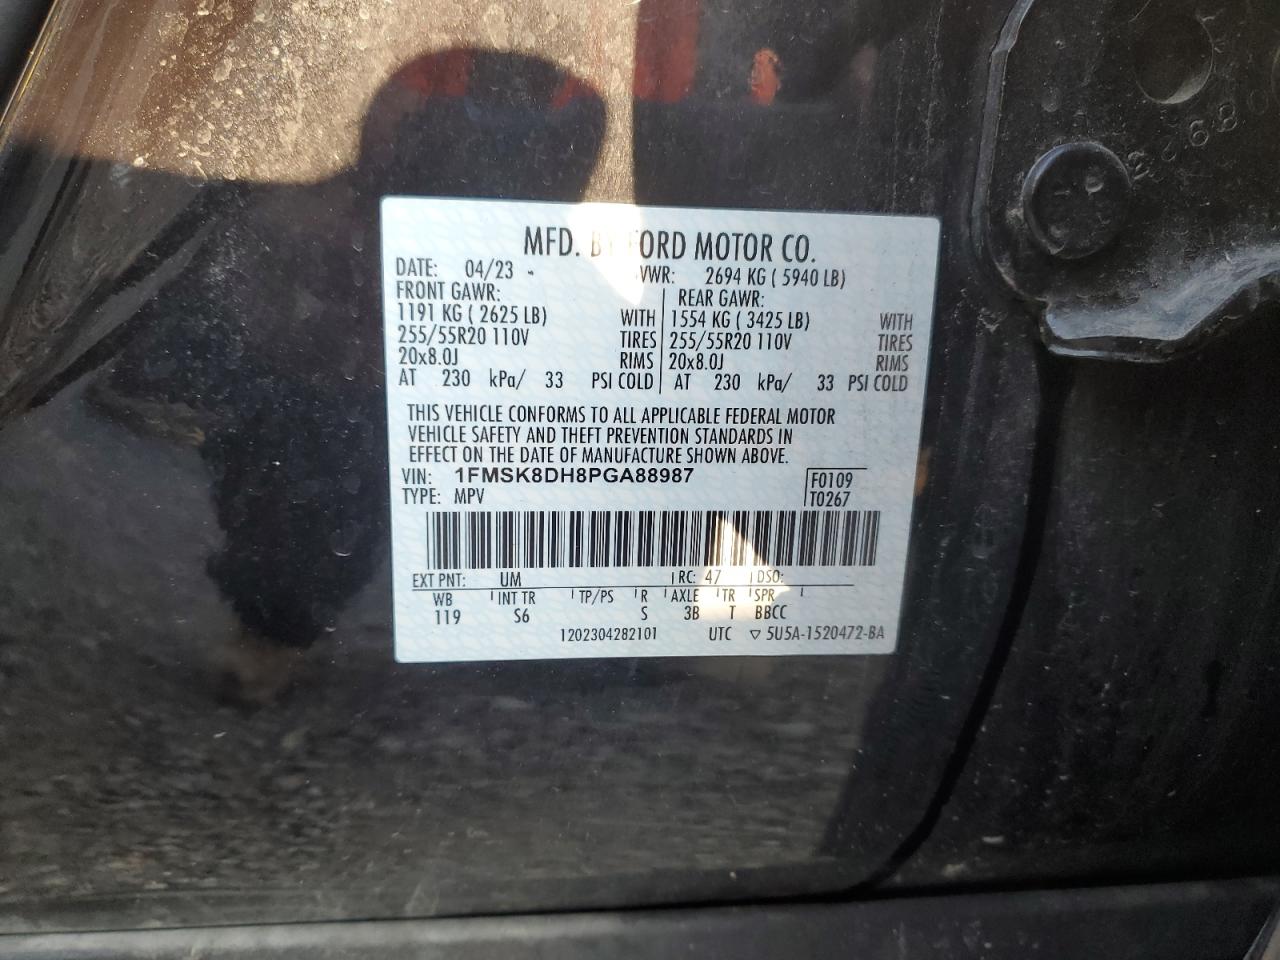 MFD. BY FORD MOTOR CO.
DATE: 04/23 VWR: 2694 KG ( 5940 LB)
FRONT GAWR: REAR GAWR:
1191 KG ( 2625 LB) WITH 1554 KG ( 3425 LB) WITH
255/55R20 110V TIRES 255/55R20 110V TIRES
20x8.0J RIMS 20x8.0J RIMS
AT 230 kPa/ 33 PSI COLD AT 230 kPa/ 33 PSI COLD
THIS VEHICLE CONFORMS TO ALL APPLICABLE FEDERAL MOTOR
VEHICLE SAFETY AND THEFT PREVENTION STANDARDS IN
EFFECT ON THE DATE OF MANUFACTURE SHOWN ABOVE.
VIN: 1FMSK8DH8PGA88987 F0109
TYPE: MPV T0267
EXT PNT: UM RC: 47 DSO:
WB INT TR TP/PS R AXLE TR SPR
119 S6 S 3B T BBCC
1202304282101 UTC ▽ 5U5A-1520472-BA